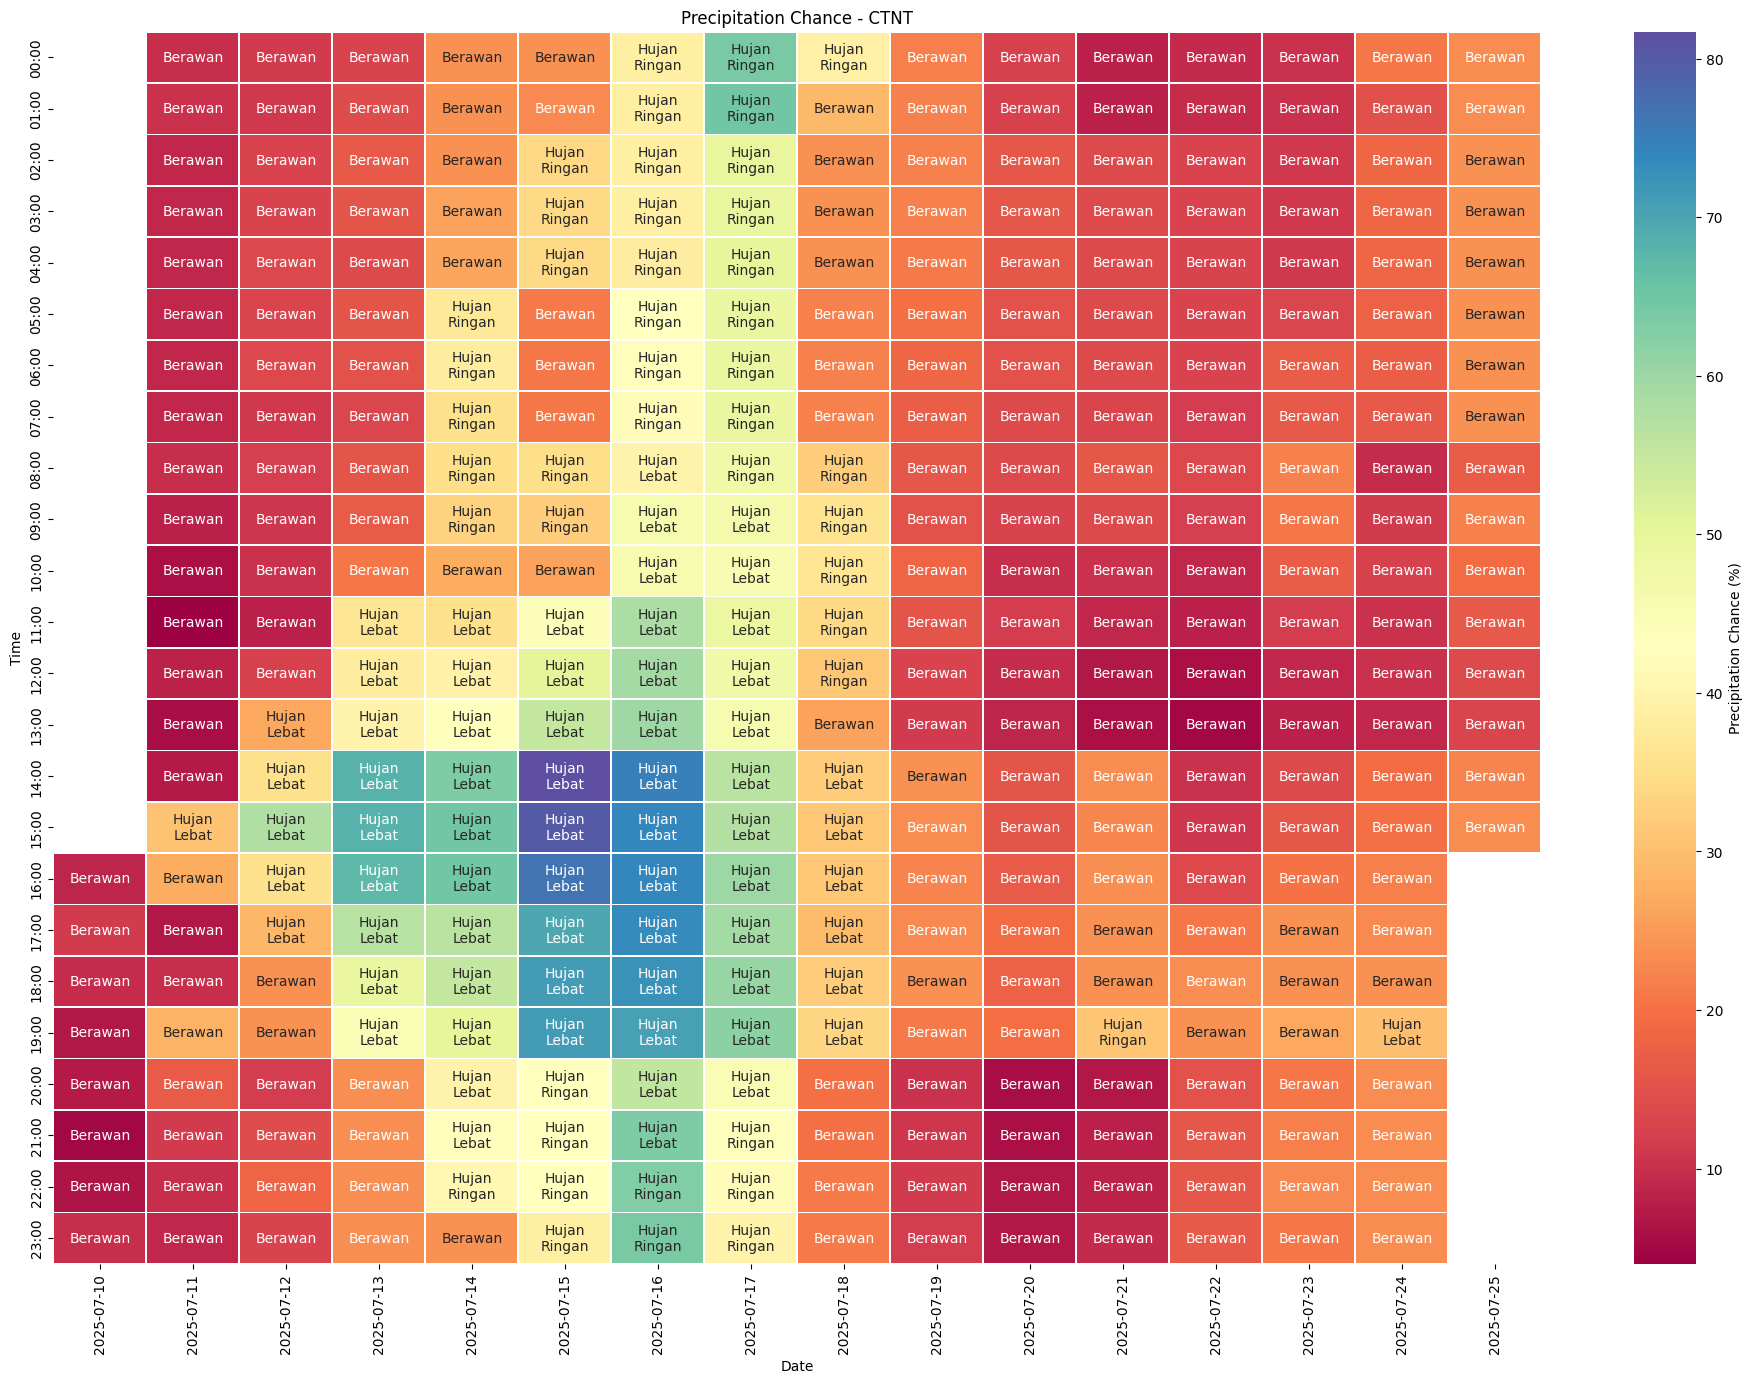 Precipitation Chance - CTNT
Time
00:00 Berawan Berawan Berawan Berawan Berawan Hujan Ringan Hujan Ringan Hujan Ringan Berawan Berawan Berawan Berawan Berawan Berawan Berawan
01:00 Berawan Berawan Berawan Berawan Berawan Hujan Ringan Hujan Ringan Berawan Berawan Berawan Berawan Berawan Berawan Berawan Berawan
02:00 Berawan Berawan Berawan Berawan Hujan Ringan Hujan Ringan Hujan Ringan Berawan Berawan Berawan Berawan Berawan Berawan Berawan Berawan
03:00 Berawan Berawan Berawan Berawan Hujan Ringan Hujan Ringan Hujan Ringan Berawan Berawan Berawan Berawan Berawan Berawan Berawan Berawan
04:00 Berawan Berawan Berawan Berawan Hujan Ringan Hujan Ringan Hujan Ringan Berawan Berawan Berawan Berawan Berawan Berawan Berawan Berawan
05:00 Berawan Berawan Berawan Hujan Ringan Berawan Hujan Ringan Hujan Ringan Berawan Berawan Berawan Berawan Berawan Berawan Berawan Berawan
06:00 Berawan Berawan Berawan Hujan Ringan Berawan Hujan Ringan Hujan Ringan Berawan Berawan Berawan Berawan Berawan Berawan Berawan Berawan
07:00 Berawan Berawan Berawan Hujan Ringan Berawan Hujan Ringan Hujan Ringan Berawan Berawan Berawan Berawan Berawan Berawan Berawan Berawan
08:00 Berawan Berawan Berawan Hujan Ringan Hujan Ringan Hujan Lebat Hujan Ringan Hujan Ringan Berawan Berawan Berawan Berawan Berawan Berawan Berawan
09:00 Berawan Berawan Berawan Hujan Ringan Hujan Ringan Hujan Lebat Hujan Lebat Hujan Ringan Berawan Berawan Berawan Berawan Berawan Berawan Berawan
10:00 Berawan Berawan Berawan Berawan Berawan Hujan Lebat Hujan Lebat Hujan Ringan Berawan Berawan Berawan Berawan Berawan Berawan Berawan
11:00 Berawan Berawan Hujan Lebat Hujan Lebat Hujan Lebat Hujan Lebat Hujan Lebat Hujan Ringan Berawan Berawan Berawan Berawan Berawan Berawan Berawan
12:00 Berawan Berawan Hujan Lebat Hujan Lebat Hujan Lebat Hujan Lebat Hujan Lebat Hujan Ringan Berawan Berawan Berawan Berawan Berawan Berawan Berawan
13:00 Berawan Hujan Lebat Hujan Lebat Hujan Lebat Hujan Lebat Hujan Lebat Hujan Lebat Berawan Berawan Berawan Berawan Berawan Berawan Berawan Berawan
14:00 Berawan Hujan Lebat Hujan Lebat Hujan Lebat Hujan Lebat Hujan Lebat Hujan Lebat Hujan Lebat Berawan Berawan Berawan Berawan Berawan Berawan Berawan
15:00 Hujan Lebat Hujan Lebat Hujan Lebat Hujan Lebat Hujan Lebat Hujan Lebat Hujan Lebat Hujan Lebat Berawan Berawan Berawan Berawan Berawan Berawan Berawan
16:00 Berawan Berawan Hujan Lebat Hujan Lebat Hujan Lebat Hujan Lebat Hujan Lebat Hujan Lebat Hujan Lebat Berawan Berawan Berawan Berawan Berawan Berawan
17:00 Berawan Berawan Hujan Lebat Hujan Lebat Hujan Lebat Hujan Lebat Hujan Lebat Hujan Lebat Hujan Lebat Berawan Berawan Berawan Berawan Berawan Berawan
18:00 Berawan Berawan Berawan Hujan Lebat Hujan Lebat Hujan Lebat Hujan Lebat Hujan Lebat Hujan Lebat Berawan Berawan Berawan Berawan Berawan Berawan
19:00 Berawan Berawan Berawan Hujan Lebat Hujan Lebat Hujan Lebat Hujan Lebat Hujan Lebat Hujan Lebat Berawan Berawan Hujan Ringan Berawan Berawan Hujan Lebat
20:00 Berawan Berawan Berawan Berawan Hujan Lebat Hujan Ringan Hujan Lebat Hujan Lebat Berawan Berawan Berawan Berawan Berawan Berawan Berawan
21:00 Berawan Berawan Berawan Berawan Hujan Lebat Hujan Ringan Hujan Lebat Hujan Ringan Berawan Berawan Berawan Berawan Berawan Berawan Berawan
22:00 Berawan Berawan Berawan Berawan Hujan Ringan Hujan Ringan Hujan Ringan Hujan Ringan Berawan Berawan Berawan Berawan Berawan Berawan Berawan
23:00 Berawan Berawan Berawan Berawan Berawan Hujan Ringan Hujan Ringan Hujan Ringan Berawan Berawan Berawan Berawan Berawan Berawan Berawan
2025-07-10 2025-07-11 2025-07-12 2025-07-13 2025-07-14 2025-07-15 2025-07-16 2025-07-17 2025-07-18 2025-07-19 2025-07-20 2025-07-21 2025-07-22 2025-07-23 2025-07-24 2025-07-25
Date
80
70
60
50
40
30
20
10
Precipitation Chance (%)